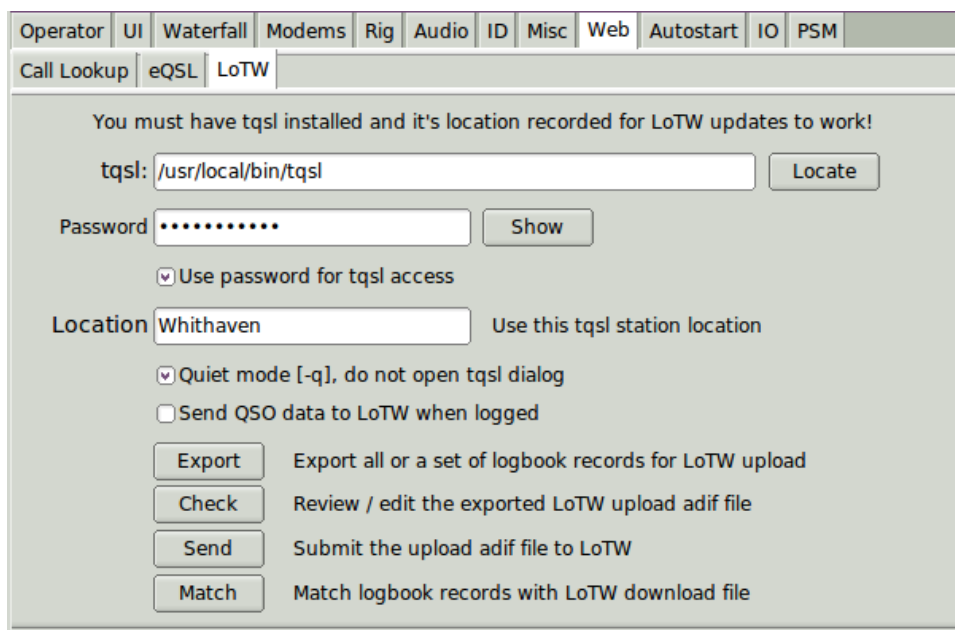 Operator UI Waterfall Modems Rig Audio ID Misc Web Autostart IO PSM
Call Lookup eQSL LoTW
You must have tqsl installed and it's location recorded for LoTW updates to work!
tqsl: /usr/local/bin/tqsl Locate
Password ••••••••••• Show
Use password for tqsl access
Location Whithaven Use this tqsl station location
Quiet mode [-q], do not open tqsl dialog
Send QSO data to LoTW when logged
Export Export all or a set of logbook records for LoTW upload
Check Review / edit the exported LoTW upload adif file
Send Submit the upload adif file to LoTW
Match Match logbook records with LoTW download file